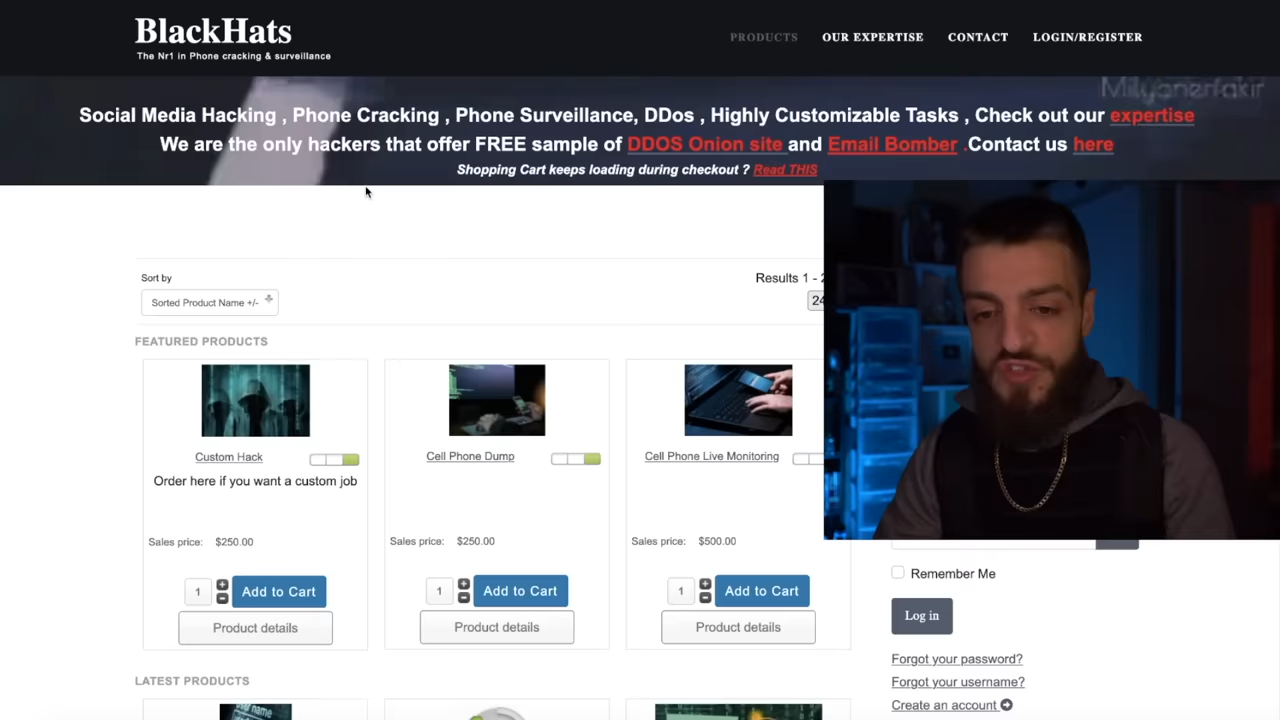 BlackHats
The Nr1 in Phone cracking & surveillance
PRODUCTS
OUR EXPERTISE
CONTACT
LOGIN/REGISTER
Milyonerfakir
Social Media Hacking , Phone Cracking , Phone Surveillance, DDos , Highly Customizable Tasks , Check out our expertise
We are the only hackers that offer FREE sample of DDOS Onion site and Email Bomber .Contact us here
Shopping Cart keeps loading during checkout ? Read THIS
Sort by
Results 1 - 2
Sorted Product Name +/-
24
FEATURED PRODUCTS
Custom Hack
Cell Phone Dump
Cell Phone Live Monitoring
Order here if you want a custom job
Sales price: $250.00
Sales price: $250.00
Sales price: $500.00
1
Add to Cart
1
Add to Cart
1
Add to Cart
Product details
Product details
Product details
Remember Me
Log in
Forgot your password?
Forgot your username?
Create an account
LATEST PRODUCTS